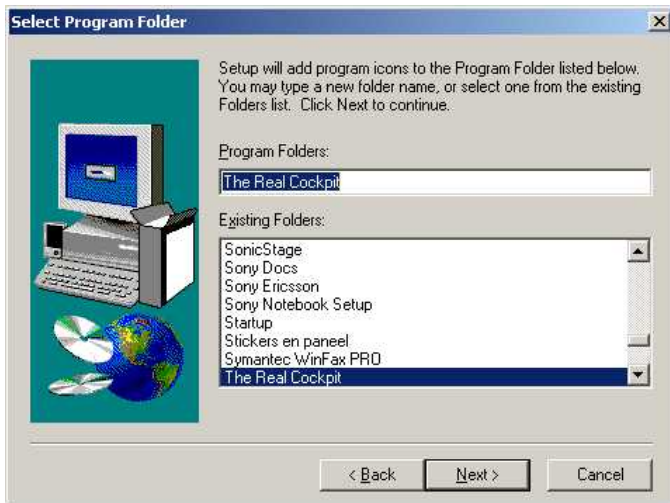 Select Program Folder
Setup will add program icons to the Program Folder listed below.
You may type a new folder name, or select one from the existing
Folders list. Click Next to continue.
Program Folders:
The Real Cockpit
Existing Folders:
SonicStage
Sony Docs
Sony Ericsson
Sony Notebook Setup
Startup
Stickers en paneel
Symantec WinFax PRO
The Real Cockpit
< Back
Next >
Cancel